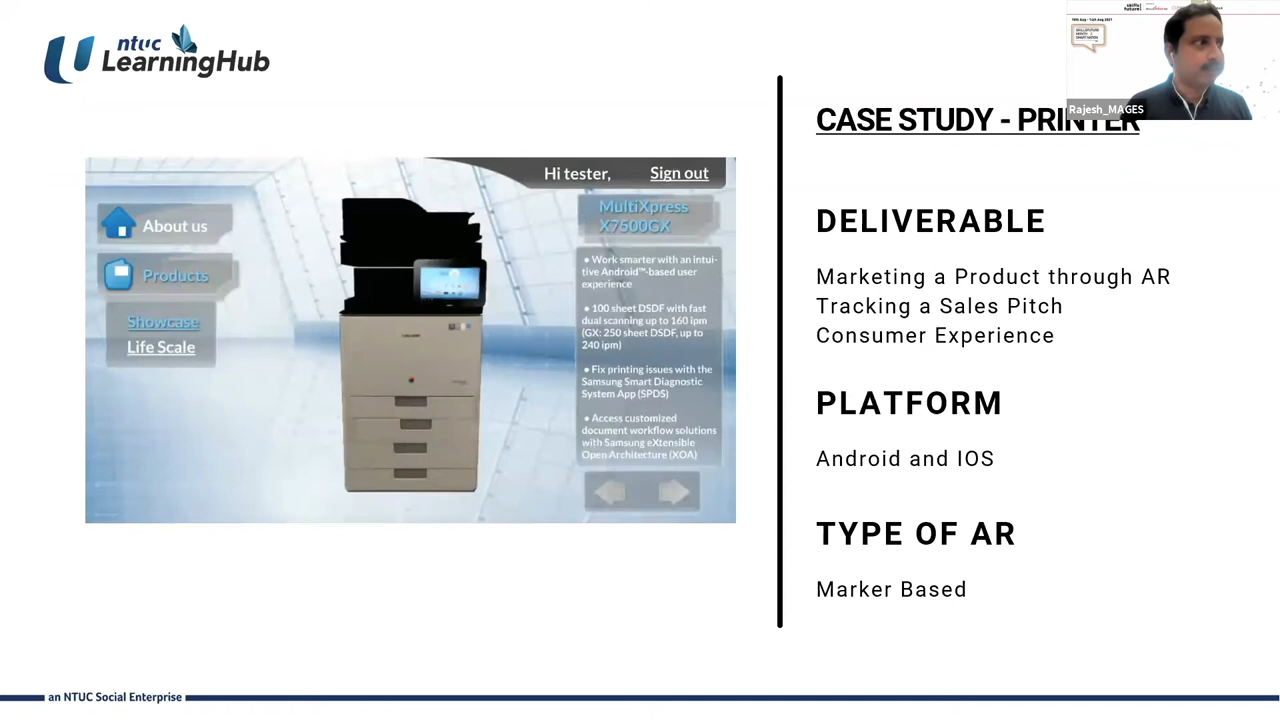 ntuc
LearningHub
Rajesh_MAGES
CASE STUDY - PRINTER
Hi tester,
Sign out
About us
Products
Showcase
Life Scale
MultiXpress
X7500GX
• Work smarter with an intui-
tive Android™-based user
experience
• 100 sheet DSDF with fast
dual scanning up to 160 ipm
(GX: 250 sheet DSDF, up to
240 ipm)
• Fix printing issues with the
Samsung Smart Diagnostic
System App (SPDS)
• Access customized
document workflow solutions
with Samsung eXtensible
Open Architecture (XOA)
DELIVERABLE
Marketing a Product through AR
Tracking a Sales Pitch
Consumer Experience
PLATFORM
Android and IOS
TYPE OF AR
Marker Based
an NTUC Social Enterprise